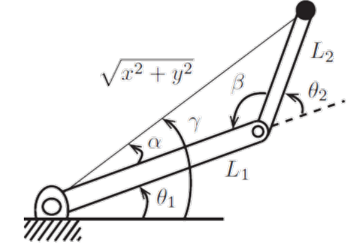 √(x² + y²)
L₂
β
θ₂
γ
α
L₁
θ₁